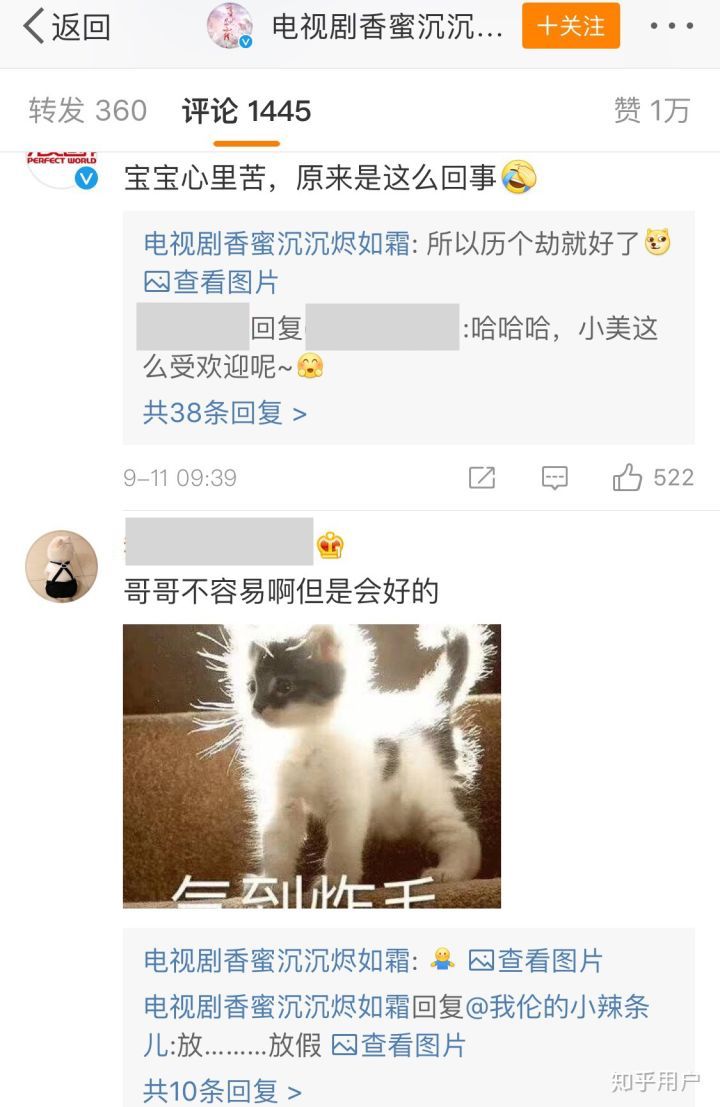 返回
电视剧香蜜沉沉...
+关注
转发 360
评论 1445
赞 1万
PERFECT WORLD
宝宝心里苦，原来是这么回事🤣
电视剧香蜜沉沉烬如霜: 所以历个劫就好了
查看图片
回复 :哈哈哈，小美这
么受欢迎呢~🤗
共38条回复 >
9-11 09:39
522
哥哥不容易啊但是会好的
气到炸毛
电视剧香蜜沉沉烬如霜: 🤷 查看图片
电视剧香蜜沉沉烬如霜回复@我伦的小辣条
儿:放………放假 查看图片
共10条回复 >
知乎用户